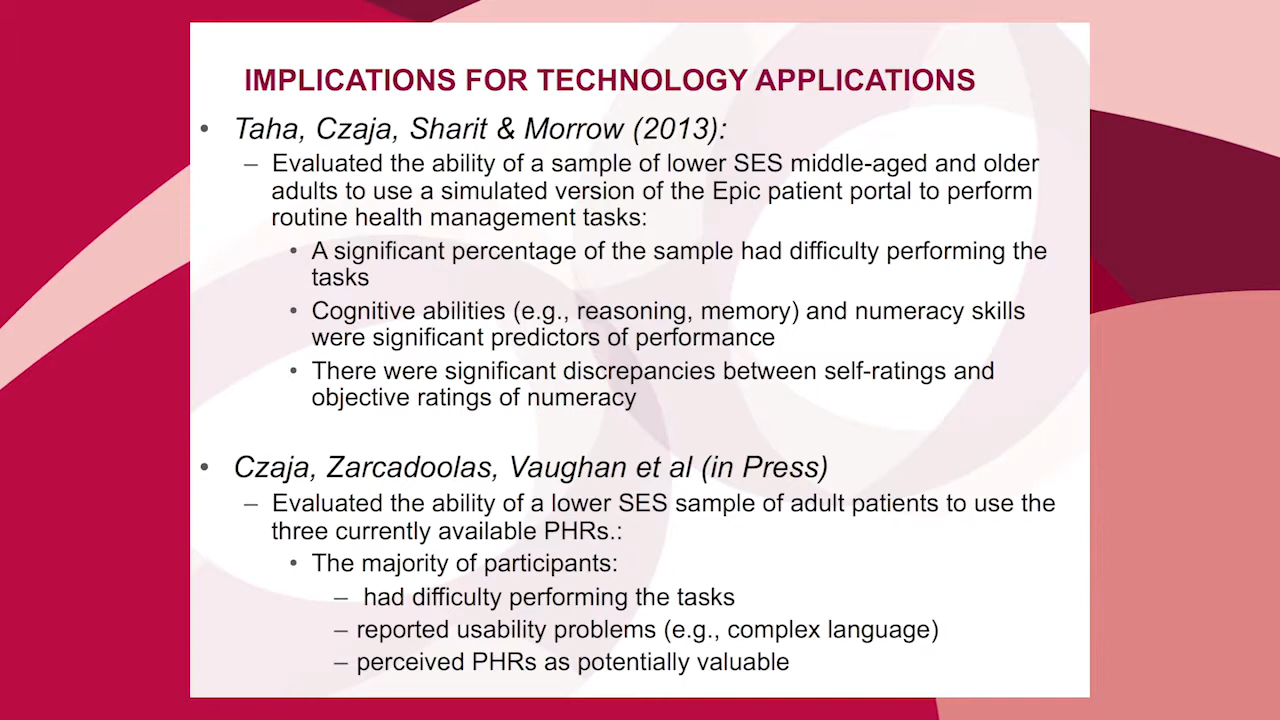 IMPLICATIONS FOR TECHNOLOGY APPLICATIONS
• Taha, Czaja, Sharit & Morrow (2013):
– Evaluated the ability of a sample of lower SES middle-aged and older
adults to use a simulated version of the Epic patient portal to perform
routine health management tasks:
• A significant percentage of the sample had difficulty performing the
tasks
• Cognitive abilities (e.g., reasoning, memory) and numeracy skills
were significant predictors of performance
• There were significant discrepancies between self-ratings and
objective ratings of numeracy
• Czaja, Zarcadoolas, Vaughan et al (in Press)
– Evaluated the ability of a lower SES sample of adult patients to use the
three currently available PHRs.:
• The majority of participants:
– had difficulty performing the tasks
– reported usability problems (e.g., complex language)
– perceived PHRs as potentially valuable